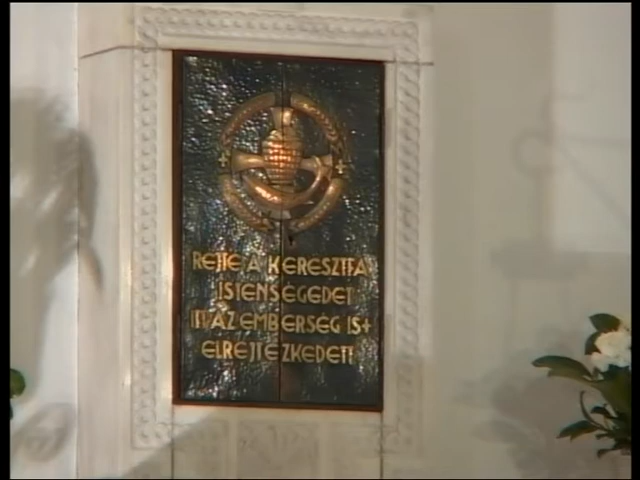 REJTE A KERESZTFA
ISTENSÉGEDET
ITT AZ EMBERSÉG IS +
ELREJTEZKEDETT